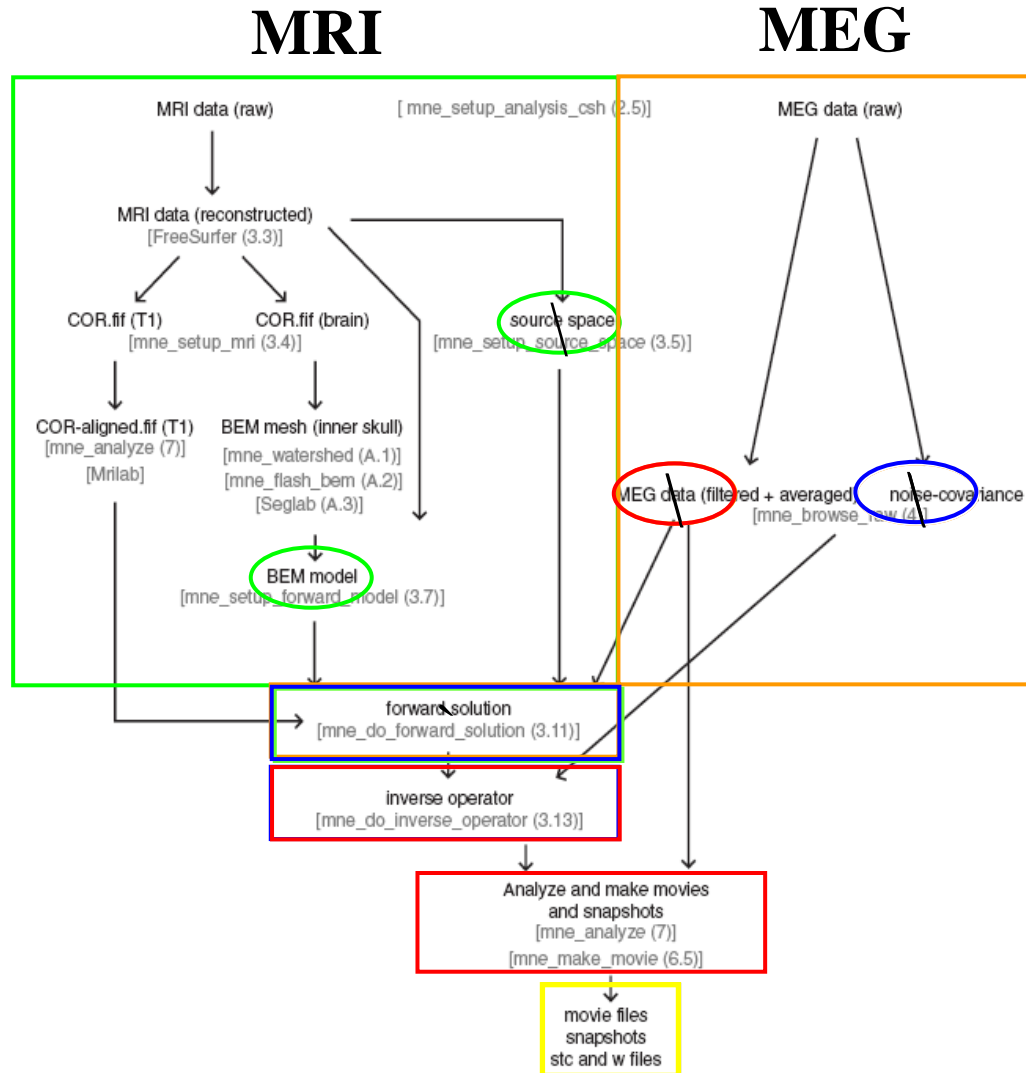 MRI
MEG
MRI data (raw)
[ mne_setup_analysis_csh (2.5)]
MEG data (raw)
MRI data (reconstructed)
[FreeSurfer (3.3)]
COR.fif (T1)
COR.fif (brain)
[mne_setup_mri (3.4)]
source space
[mne_setup_source_space (3.5)]
COR-aligned.fif (T1)
[mne_analyze (7)]
[Mrilab]
BEM mesh (inner skull)
[mne_watershed (A.1)]
[mne_flash_bem (A.2)]
[Seglab (A.3)]
MEG data (filtered + averaged)
noise-covariance
[mne_browse_raw (4)]
BEM model
[mne_setup_forward_model (3.7)]
forward solution
[mne_do_forward_solution (3.11)]
inverse operator
[mne_do_inverse_operator (3.13)]
Analyze and make movies
and snapshots
[mne_analyze (7)]
[mne_make_movie (6.5)]
movie files
snapshots
stc and w files